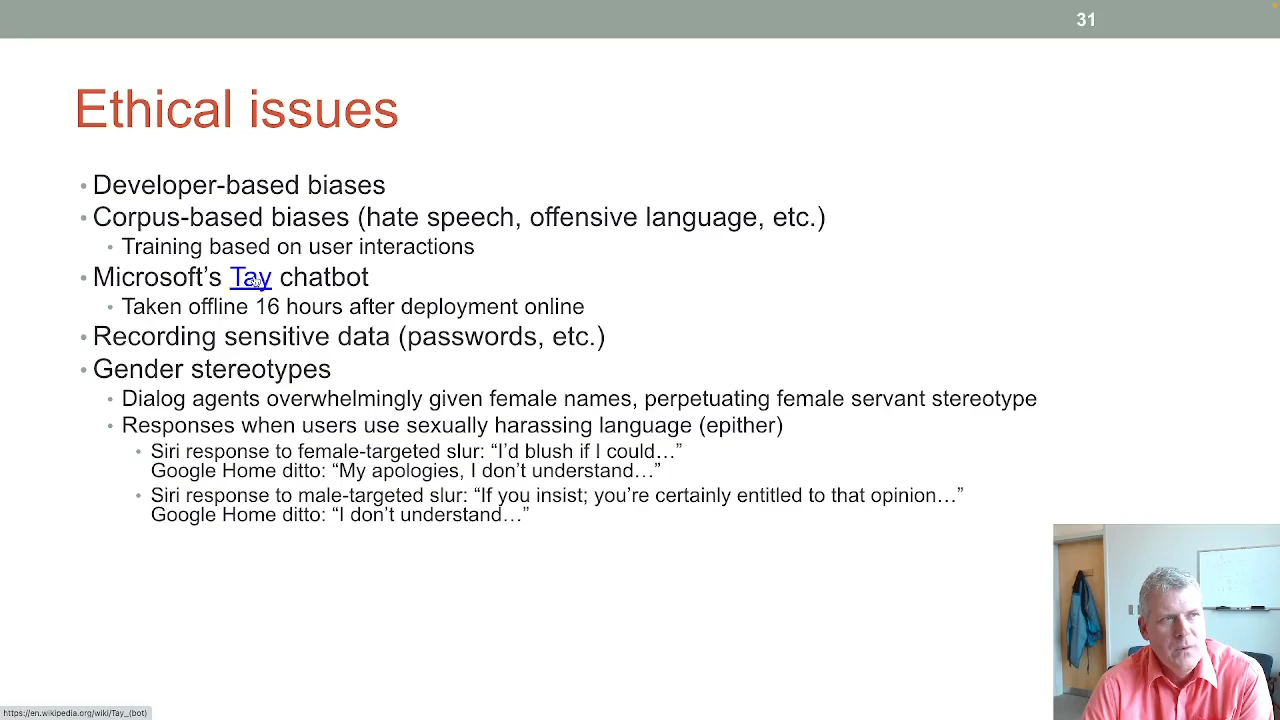 31
Ethical issues
• Developer-based biases
• Corpus-based biases (hate speech, offensive language, etc.)
• Training based on user interactions
• Microsoft’s Tay chatbot
• Taken offline 16 hours after deployment online
• Recording sensitive data (passwords, etc.)
• Gender stereotypes
• Dialog agents overwhelmingly given female names, perpetuating female servant stereotype
• Responses when users use sexually harassing language (epither)
• Siri response to female-targeted slur: “I’d blush if I could…”
Google Home ditto: “My apologies, I don’t understand…”
• Siri response to male-targeted slur: “If you insist; you’re certainly entitled to that opinion…”
Google Home ditto: “I don’t understand…”
https://en.wikipedia.org/wiki/Tay_(bot)